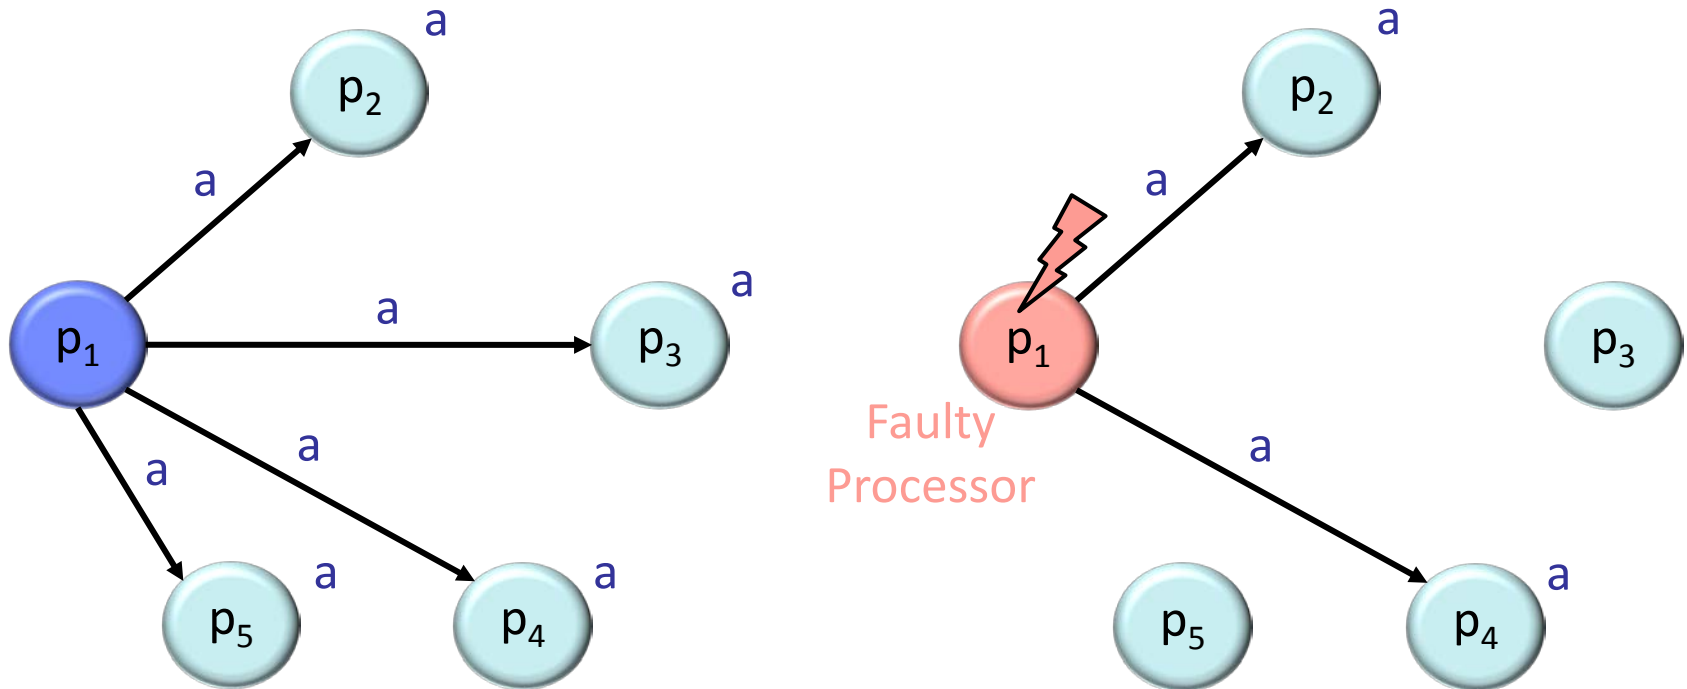 a
p₂
a
a
a
p₁
p₃
a
a
a
a
p₅
p₄
a
p₂
a
p₁
p₃
Faulty
Processor
a
a
p₅
p₄